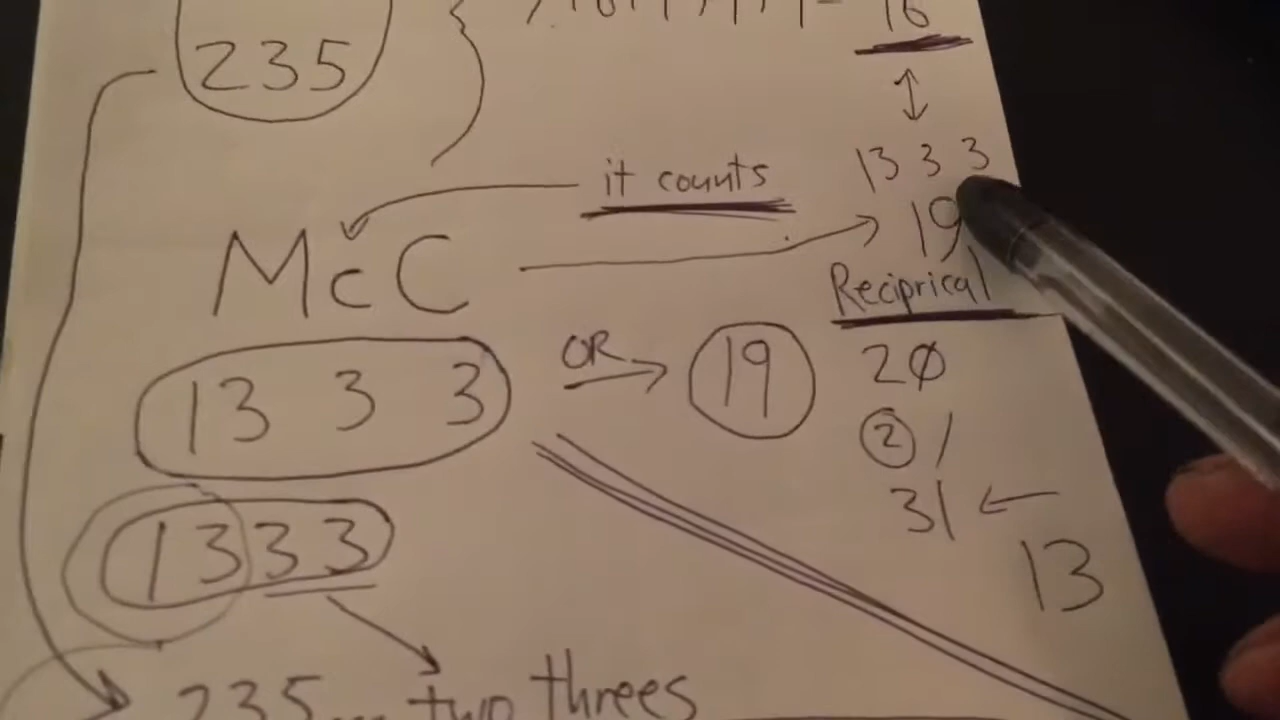 235
16
13 3 3
it counts
19
McC
Reciprical
OR
19
20
13 3 3
2 1
31
1333
13
235... two threes